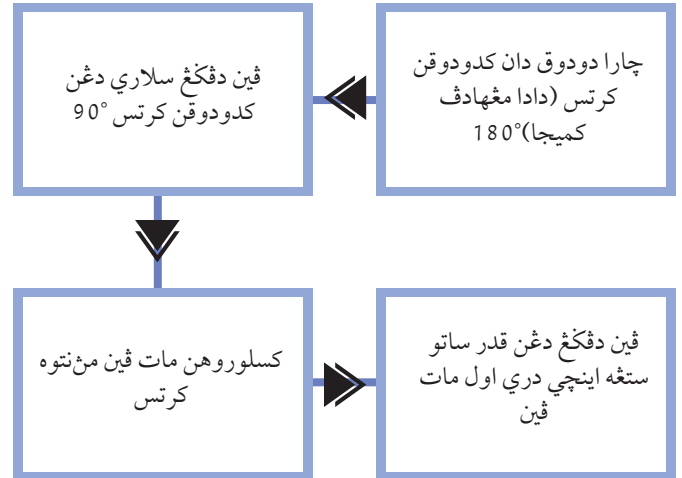 چارا دودوق دان كدودوقن
كرتس (دادا مڠهادڤ
كميجا)°180
ڤين دڤكڠ سلاري دڠن
كدودوقن كرتس °90
كسلوروهن مات ڤين مڽنتوه
كرتس
ڤين دڤكڠ دڠن قدر ساتو
ستڠه اينچي دري اول مات
ڤين